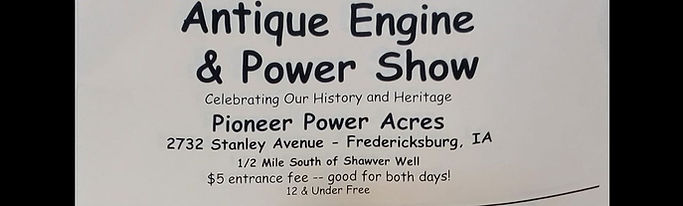 Antique Engine
& Power Show
Celebrating Our History and Heritage
Pioneer Power Acres
2732 Stanley Avenue - Fredericksburg, IA
1/2 Mile South of Shawver Well
$5 entrance fee -- good for both days!
12 & Under Free